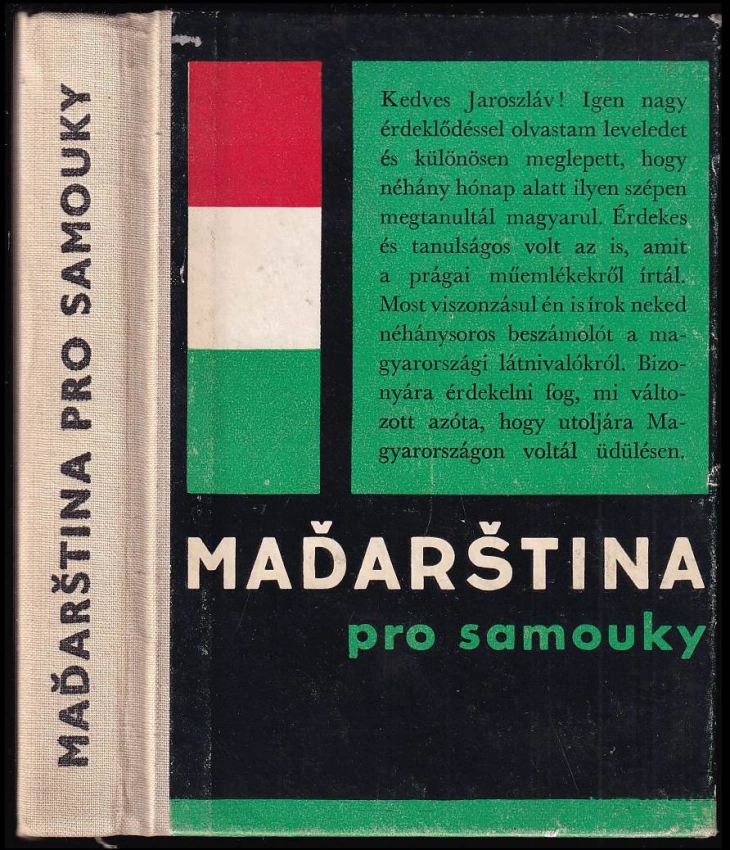 MAĎARŠTINA PRO SAMOUKY
Kedves Jaroszláv! Igen nagy
érdeklődéssel olvastam leveledet
és különösen meglepett, hogy
néhány hónap alatt ilyen szépen
megtanultál magyarul. Érdekes
és tanulságos volt az is, amit
a prágai műemlékekről írtál.
Most viszonzásul én is írok neked
néhánysoros beszámolót a ma-
gyarországi látnivalókról. Bizo-
nyára érdekelni fog, mi válto-
zott azóta, hogy utoljára Ma-
gyarországon voltál üdülésen.
MAĎARŠTINA
pro samouky